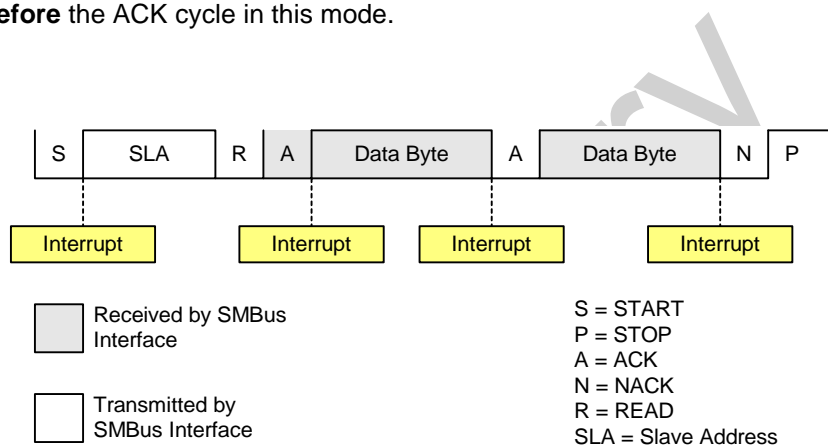 efore the ACK cycle in this mode.
S SLA R A Data Byte A Data Byte N P
Interrupt Interrupt Interrupt Interrupt
Received by SMBus
Interface
Transmitted by
SMBus Interface
S = START
P = STOP
A = ACK
N = NACK
R = READ
SLA = Slave Address